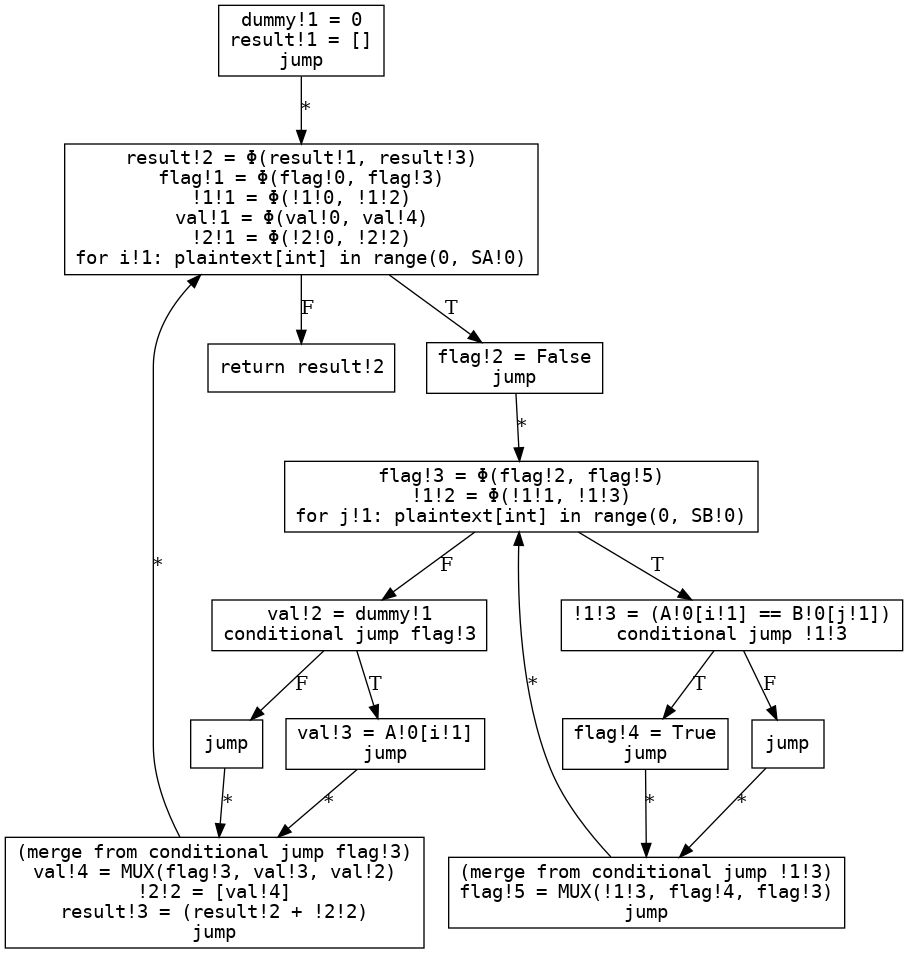 dummy!1 = 0
result!1 = []
jump
*
result!2 = Φ(result!1, result!3)
flag!1 = Φ(flag!0, flag!3)
!1!1 = Φ(!1!0, !1!2)
val!1 = Φ(val!0, val!4)
!2!1 = Φ(!2!0, !2!2)
for i!1: plaintext[int] in range(0, SA!0)
F
T
return result!2
flag!2 = False
jump
*
flag!3 = Φ(flag!2, flag!5)
!1!2 = Φ(!1!1, !1!3)
for j!1: plaintext[int] in range(0, SB!0)
*
F
T
val!2 = dummy!1
conditional jump flag!3
!1!3 = (A!0[i!1] == B!0[j!1])
conditional jump !1!3
F
T
*
T
F
jump
val!3 = A!0[i!1]
jump
flag!4 = True
jump
jump
*
*
*
*
(merge from conditional jump flag!3)
val!4 = MUX(flag!3, val!3, val!2)
!2!2 = [val!4]
result!3 = (result!2 + !2!2)
jump
(merge from conditional jump !1!3)
flag!5 = MUX(!1!3, flag!4, flag!3)
jump